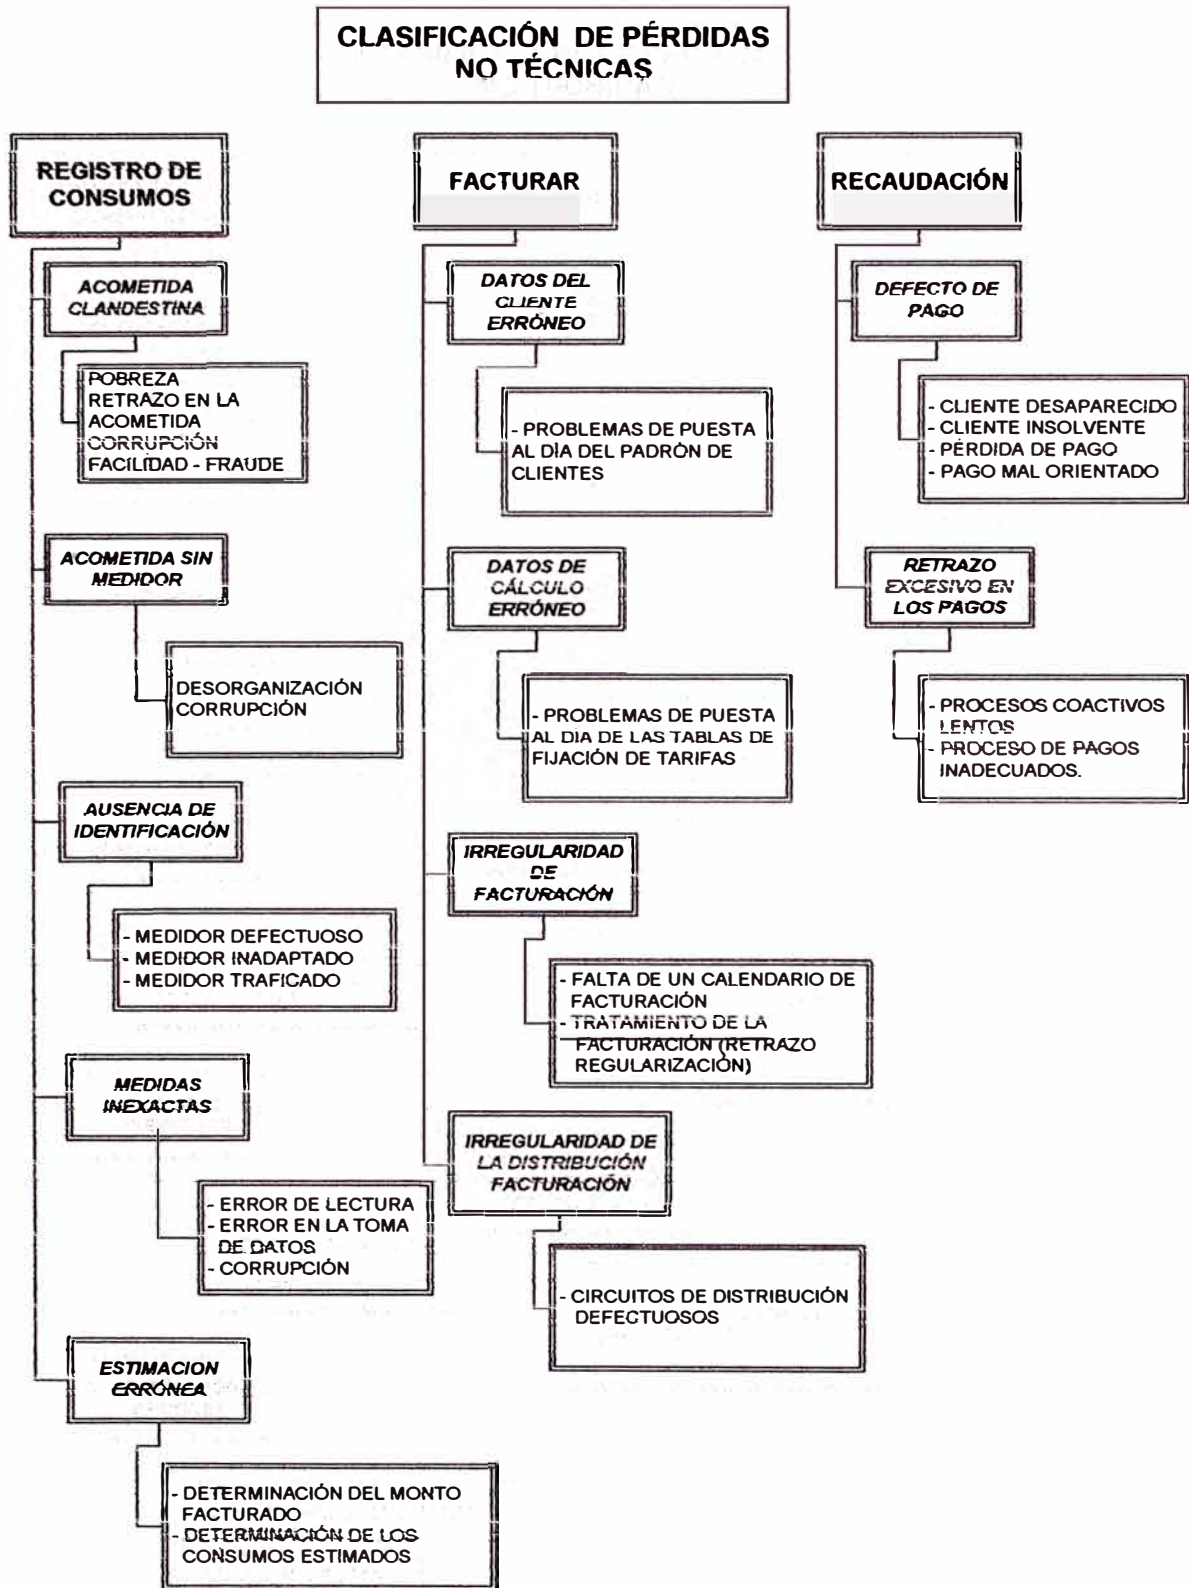 CLASIFICACIÓN DE PÉRDIDAS
NO TÉCNICAS
REGISTRO DE
CONSUMOS
ACOMETIDA
CLANDESTINA
POBREZA
RETRAZO EN LA
ACOMETIDA
CORRUPCIÓN
FACILIDAD - FRAUDE
ACOMETIDA SIN
MEDIDOR
DESORGANIZACIÓN
CORRUPCIÓN
AUSENCIA DE
IDENTIFICACIÓN
- MEDIDOR DEFECTUOSO
- MEDIDOR INADAPTADO
- MEDIDOR TRAFICADO
MEDIDAS
INEXACTAS
- ERROR DE LECTURA
- ERROR EN LA TOMA
DE DATOS
- CORRUPCIÓN
ESTIMACION
ERRÓNEA
- DETERMINACIÓN DEL MONTO
FACTURADO
- DETERMINACIÓN DE LOS
CONSUMOS ESTIMADOS
FACTURAR
DATOS DEL
CLIENTE
ERRÓNEO
- PROBLEMAS DE PUESTA
AL DÍA DEL PADRÓN DE
CLIENTES
DATOS DE
CÁLCULO
ERRÓNEO
- PROBLEMAS DE PUESTA
AL DIA DE LAS TABLAS DE
FIJACIÓN DE TARIFAS
IRREGULARIDAD
DE
FACTURACIÓN
- FALTA DE UN CALENDARIO DE
FACTURACIÓN
- TRATAMIENTO DE LA
FACTURACIÓN (RETRAZO
REGULARIZACIÓN)
IRREGULARIDAD DE
LA DISTRIBUCIÓN
FACTURACIÓN
- CIRCUITOS DE DISTRIBUCIÓN
DEFECTUOSOS
RECAUDACIÓN
DEFECTO DE
PAGO
- CLIENTE DESAPARECIDO
- CLIENTE INSOLVENTE
- PÉRDIDA DE PAGO
- PAGO MAL ORIENTADO
RETRAZO
EXCESIVO EN
LOS PAGOS
- PROCESOS COACTIVOS
LENTOS
- PROCESO DE PAGOS
INADECUADOS.